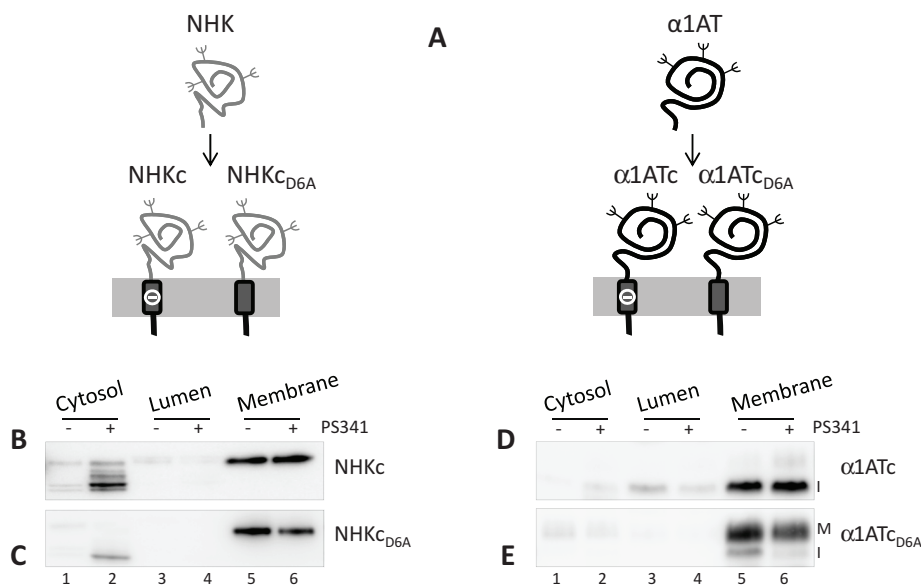 NHK
A
α1AT
NHKc NHKcD6A
α1ATc α1ATcD6A
Cytosol Lumen Membrane
- + - + - + PS341
B
NHKc
C
NHKcD6A
1 2 3 4 5 6
Cytosol Lumen Membrane
- + - + - + PS341
D
α1ATc
I
E
M
α1ATcD6A
I
1 2 3 4 5 6